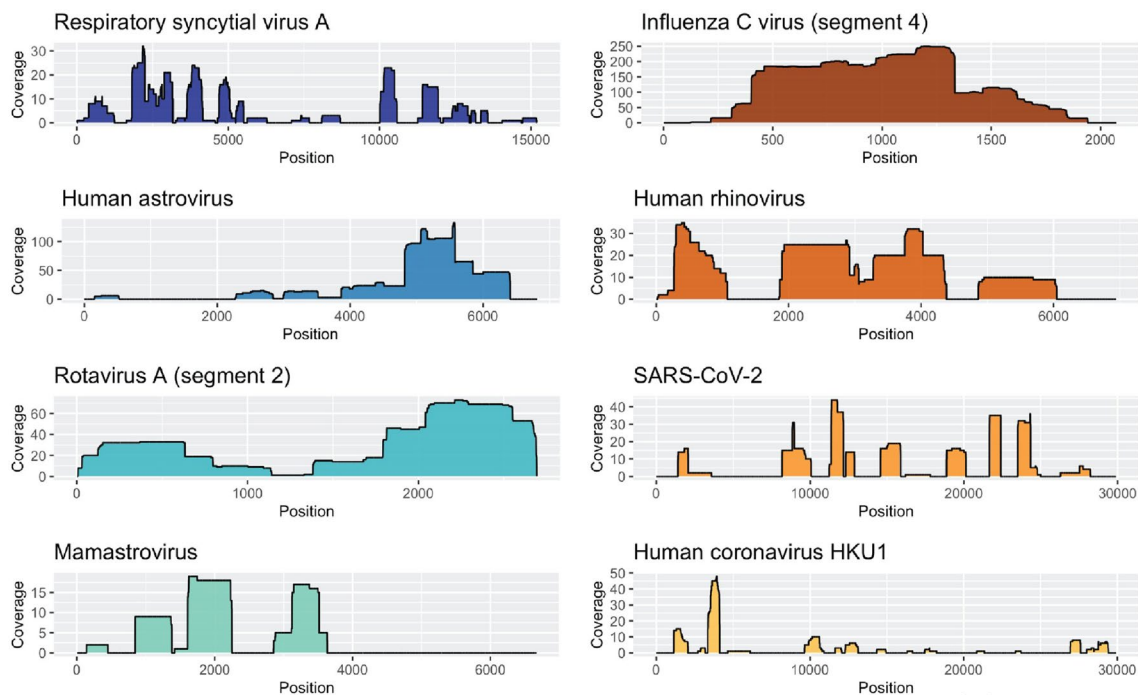 Respiratory syncytial virus A
Coverage
30
20
10
0
0 5000 10000 15000
Position
Influenza C virus (segment 4)
Coverage
250
200
150
100
50
0
0 500 1000 1500 2000
Position
Human astrovirus
Coverage
100
50
0
0 2000 4000 6000
Position
Human rhinovirus
Coverage
30
20
10
0
0 2000 4000 6000
Position
Rotavirus A (segment 2)
Coverage
60
40
20
0
0 1000 2000
Position
SARS-CoV-2
Coverage
40
30
20
10
0
0 10000 20000 30000
Position
Mamastrovirus
Coverage
15
10
5
0
0 2000 4000 6000
Position
Human coronavirus HKU1
Coverage
50
40
30
20
10
0
0 10000 20000 30000
Position